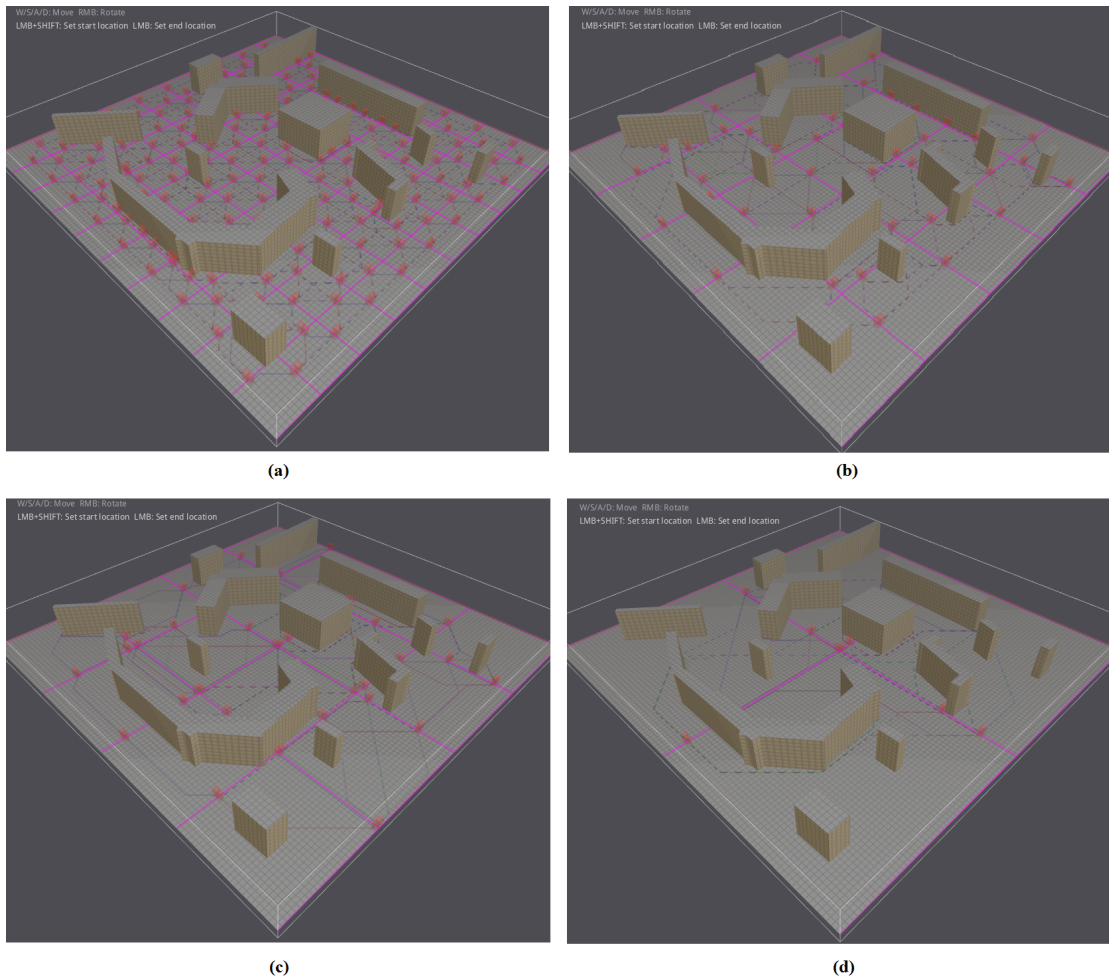 W/S/A/D: Move RMB: Rotate
LMB+SHIFT: Set start location LMB: Set end location
(a)
W/S/A/D: Move RMB: Rotate
LMB+SHIFT: Set start location LMB: Set end location
(b)
W/S/A/D: Move RMB: Rotate
LMB+SHIFT: Set start location LMB: Set end location
(c)
W/S/A/D: Move RMB: Rotate
LMB+SHIFT: Set start location LMB: Set end location
(d)